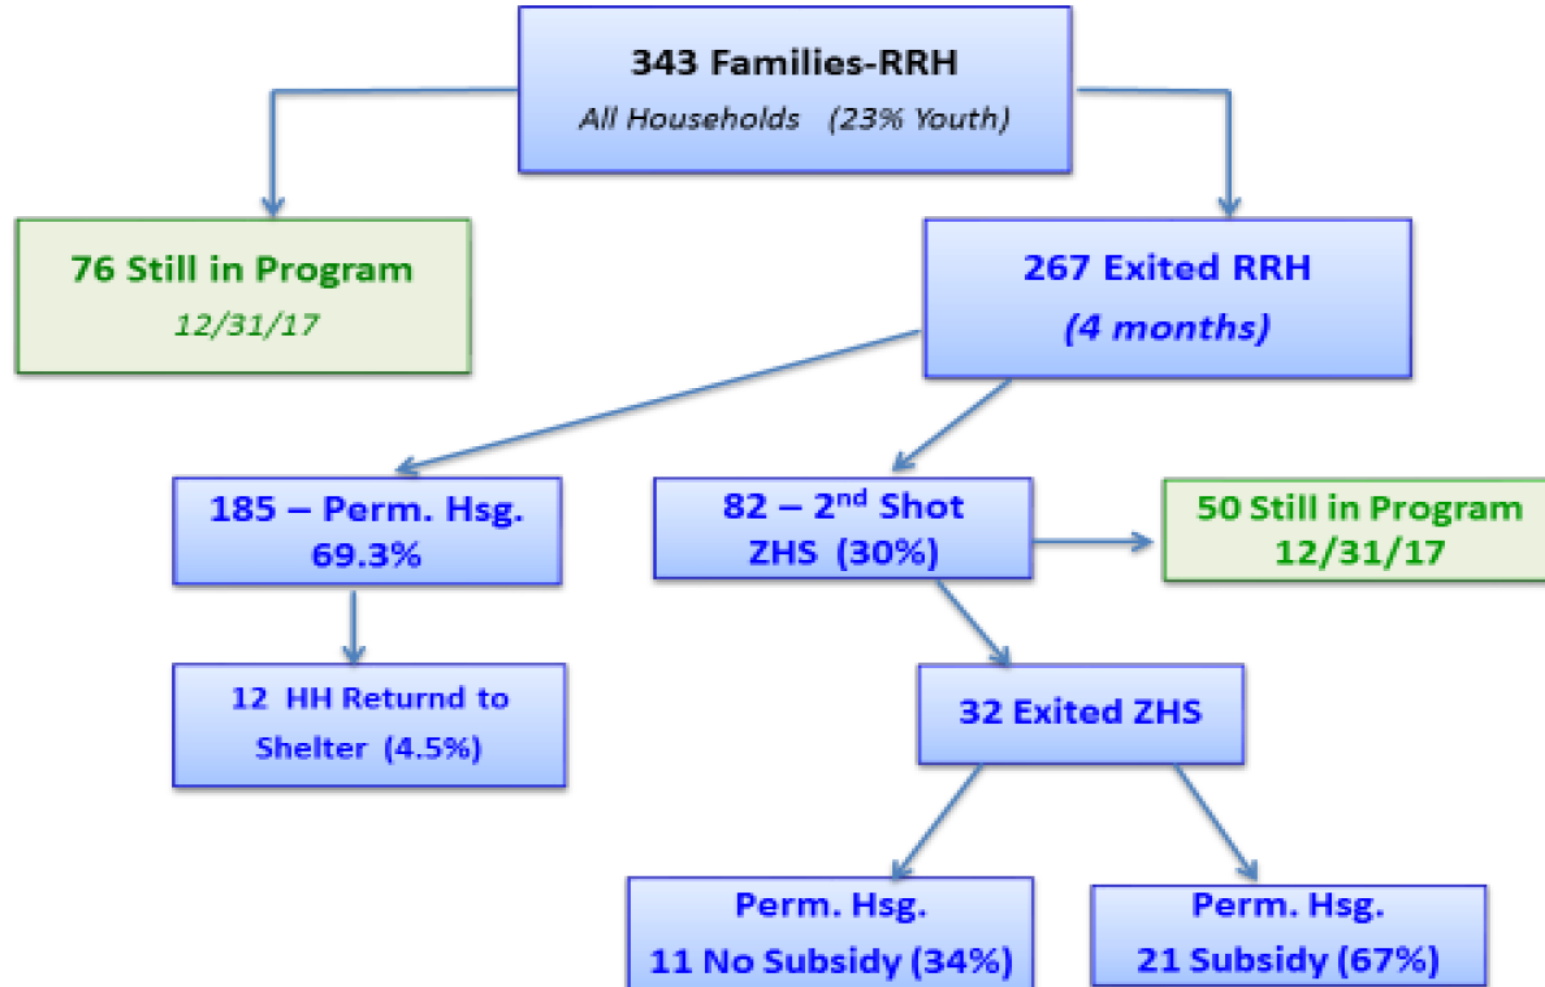 343 Families-RRH
All Households (23% Youth)
76 Still in Program
12/31/17
267 Exited RRH
(4 months)
185 – Perm. Hsg.
69.3%
82 – 2nd Shot
ZHS (30%)
50 Still in Program
12/31/17
12 HH Returnd to
Shelter (4.5%)
32 Exited ZHS
Perm. Hsg.
11 No Subsidy (34%)
Perm. Hsg.
21 Subsidy (67%)